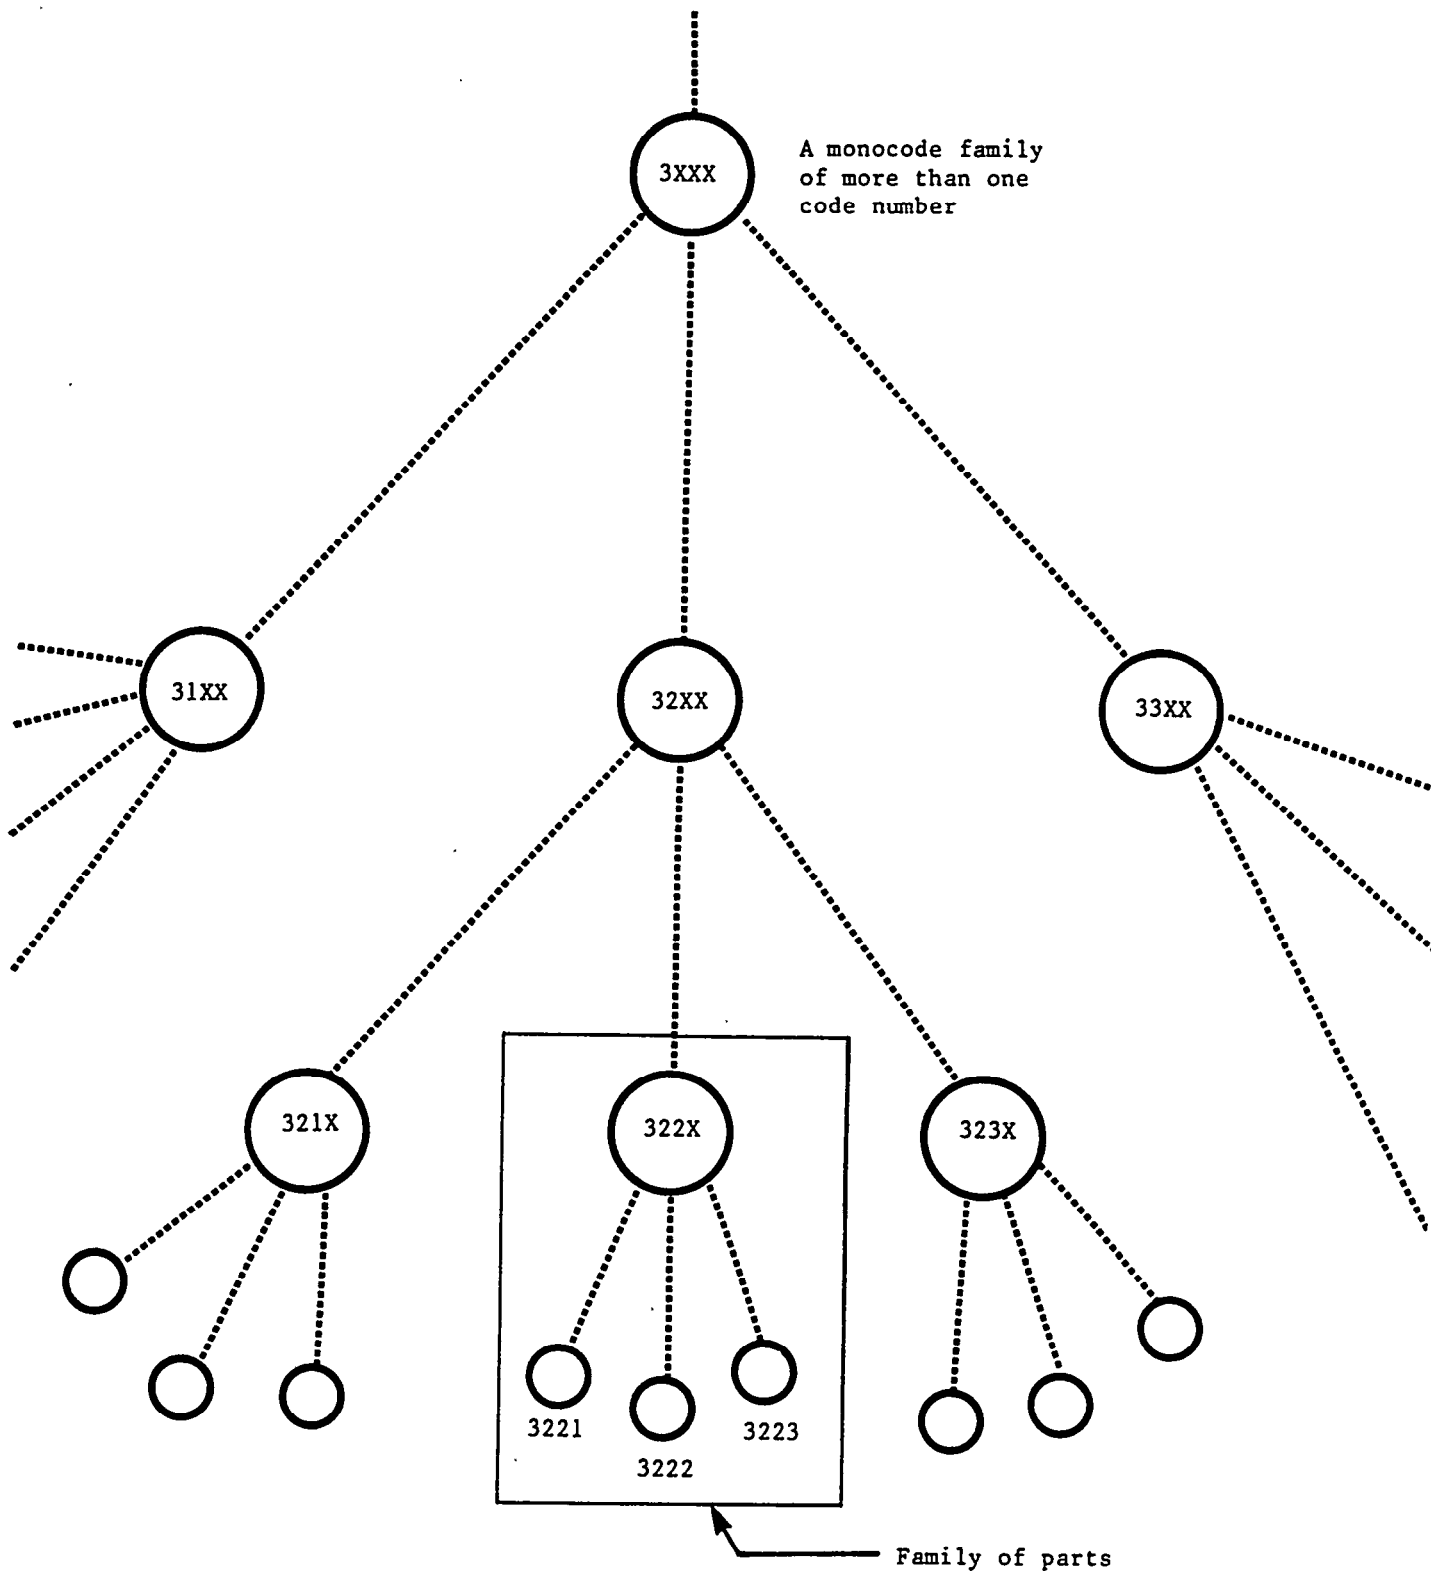 3XXX
A monocode family
of more than one
code number
31XX
32XX
33XX
321X
322X
323X
3221
3222
3223
Family of parts